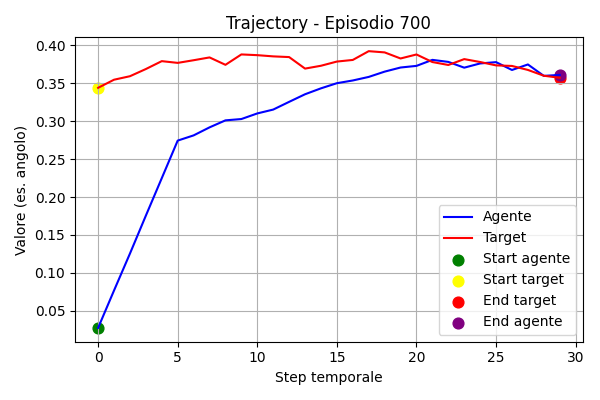 Trajectory - Episodio 700
Valore (es. angolo)
0.40
0.35
0.30
0.25
0.20
0.15
0.10
0.05
0 5 10 15 20 25 30
Step temporale
Agente
Target
Start agente
Start target
End target
End agente